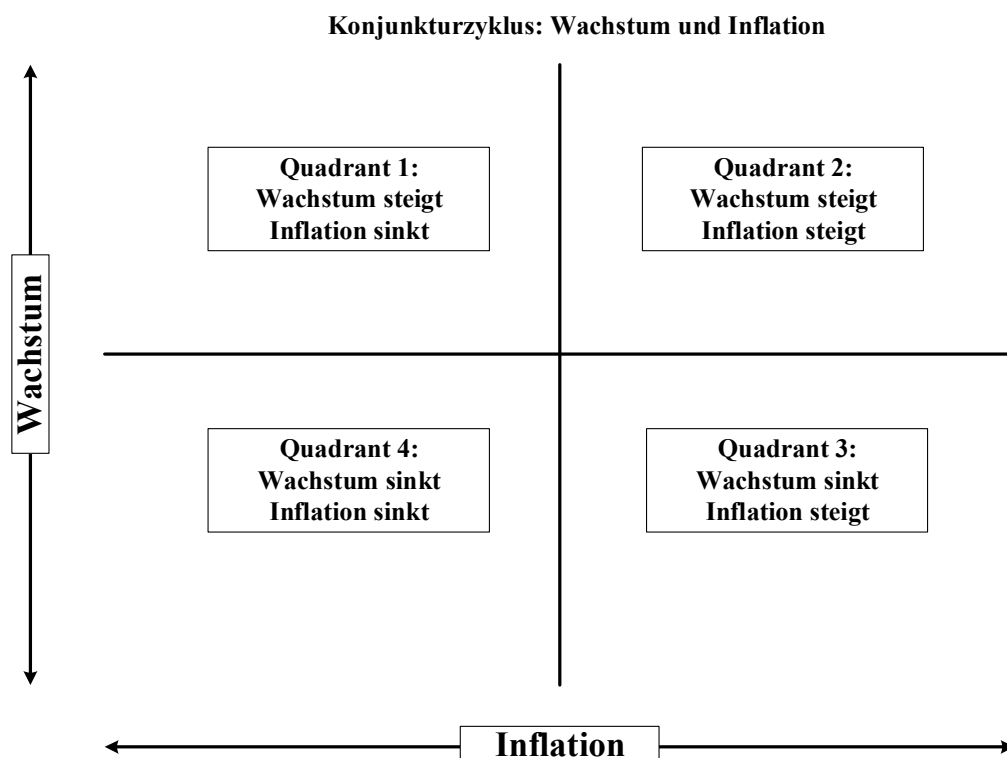 Konjunkturzyklus: Wachstum und Inflation
Quadrant 1:
Wachstum steigt
Inflation sinkt
Quadrant 2:
Wachstum steigt
Inflation steigt
Wachstum
Quadrant 4:
Wachstum sinkt
Inflation sinkt
Quadrant 3:
Wachstum sinkt
Inflation steigt
Inflation